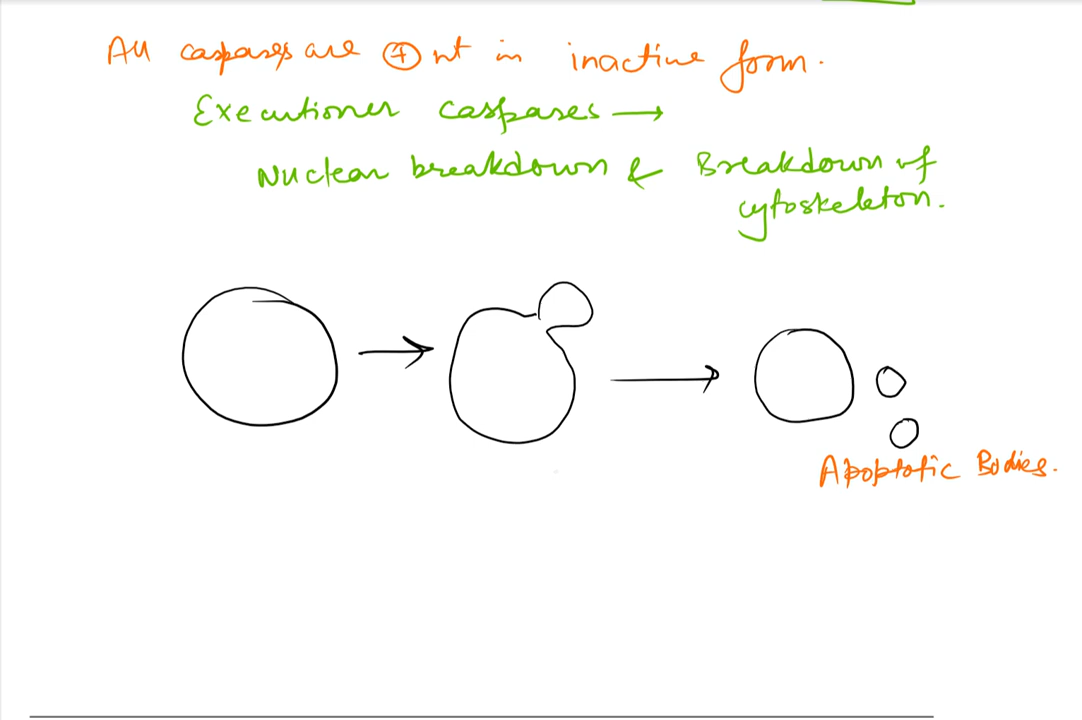 All caspases are ⊕nt in inactive form.
Executioner caspases →
Nuclear breakdown & Breakdown of
cytoskeleton.
Apoptotic Bodies.